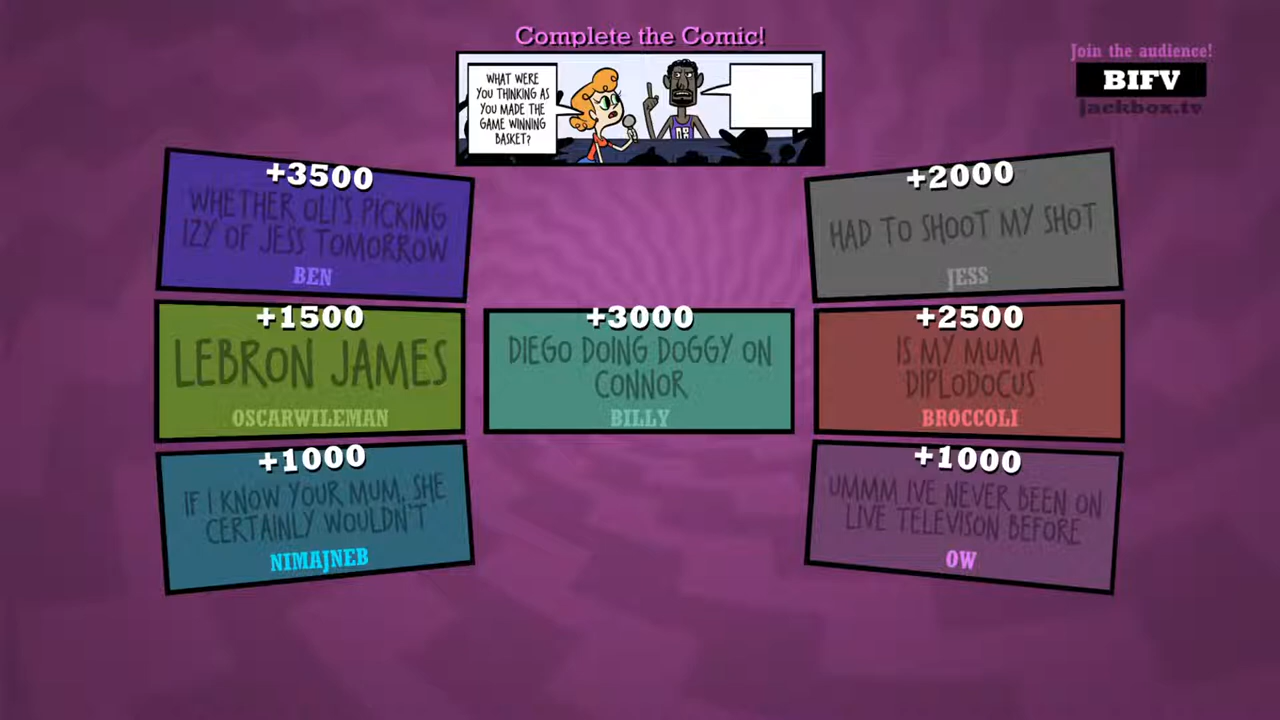 Complete the Comic!
WHAT WERE
YOU THINKING AS
YOU MADE THE
GAME WINNING
BASKET?
Join the audience!
BIFV
jackbox.tv
+3500
WHETHER OLI'S PICKING
IZY OF JESS TOMORROW
BEN
+2000
HAD TO SHOOT MY SHOT
JESS
+1500
LEBRON JAMES
OSCARWILEMAN
+3000
DIEGO DOING DOGGY ON
CONNOR
BILLY
+2500
IS MY MUM A
DIPLODOCUS
BROCCOLI
+1000
IF I KNOW YOUR MUM, SHE
CERTAINLY WOULDN'T
NIMAJNEB
+1000
UMMM IVE NEVER BEEN ON
LIVE TELEVISON BEFORE
OW